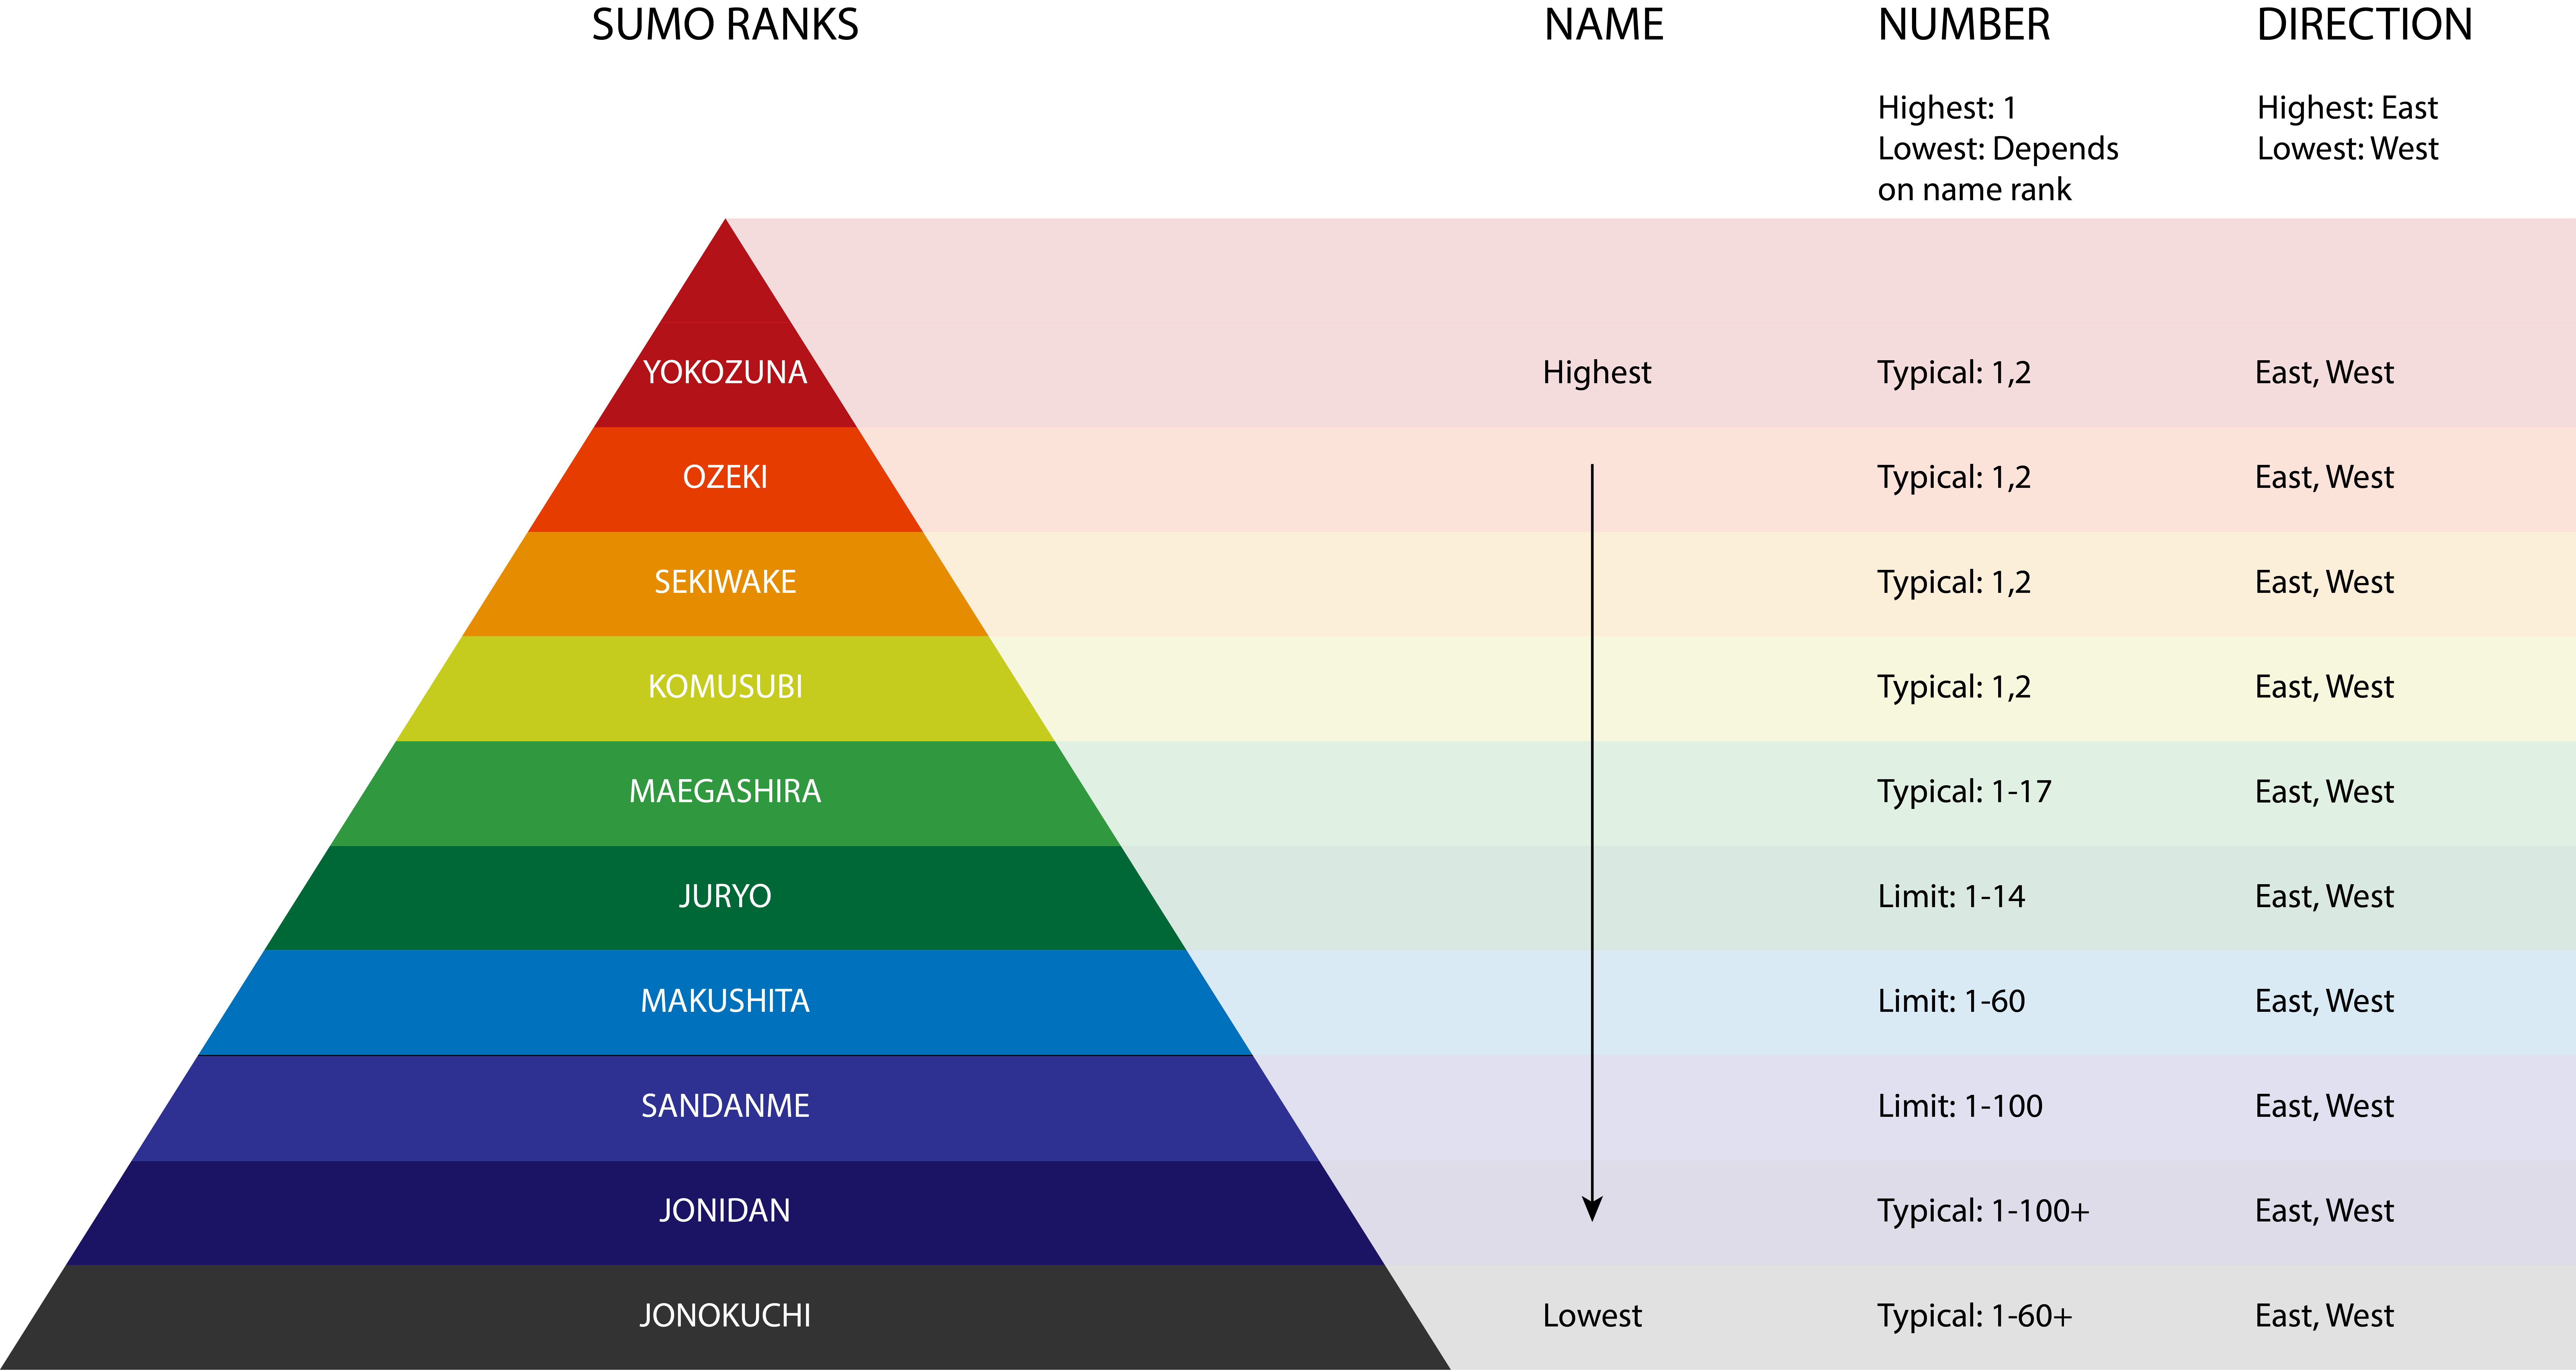 SUMO RANKS NAME NUMBER DIRECTION
Highest: 1 Highest: East
Lowest: Depends Lowest: West
on name rank
YOKOZUNA Highest Typical: 1,2 East, West
OZEKI Typical: 1,2 East, West
SEKIWAKE Typical: 1,2 East, West
KOMUSUBI Typical: 1,2 East, West
MAEGASHIRA Typical: 1-17 East, West
JURYO Limit: 1-14 East, West
MAKUSHITA Limit: 1-60 East, West
SANDANME Limit: 1-100 East, West
JONIDAN Typical: 1-100+ East, West
JONOKUCHI Lowest Typical: 1-60+ East, West